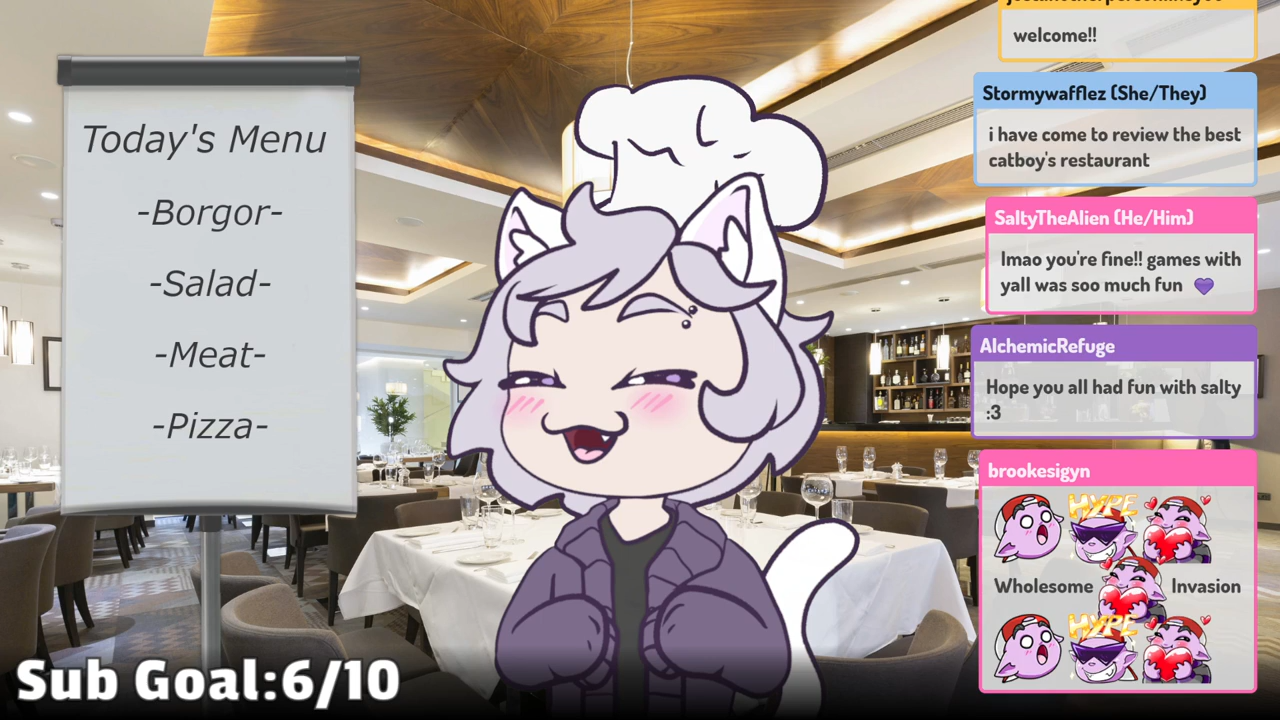 Today's Menu
-Borgor-
-Salad-
-Meat-
-Pizza-
Sub Goal:6/10
welcome!!
Stormywafflez (She/They)
i have come to review the best
catboy's restaurant
SaltyTheAlien (He/Him)
lmao you're fine!! games with
yall was soo much fun
AlchemicRefuge
Hope you all had fun with salty
:3
brookesigyn
HYPE
Wholesome Invasion
HYPE